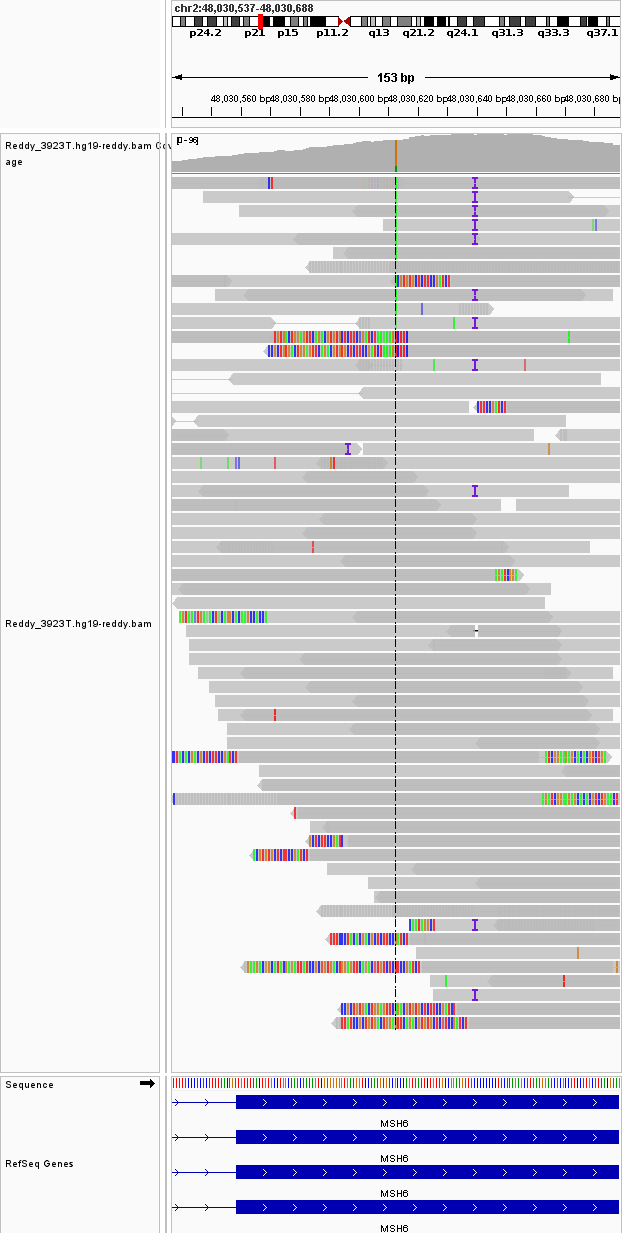 chr2:48,030,537-48,030,688
p24.2 p21 p15 p11.2 q13 q21.2 q24.1 q31.3 q33.3 q37.1
153 bp
48,030,560 bp 48,030,580 bp 48,030,600 bp 48,030,620 bp 48,030,640 bp 48,030,660 bp 48,030,680 bp
Reddy_3923T.hg19-reddy.bam Cov
age
[0-96]
Reddy_3923T.hg19-reddy.bam
Sequence
MSH6
MSH6
RefSeq Genes
MSH6
MSH6